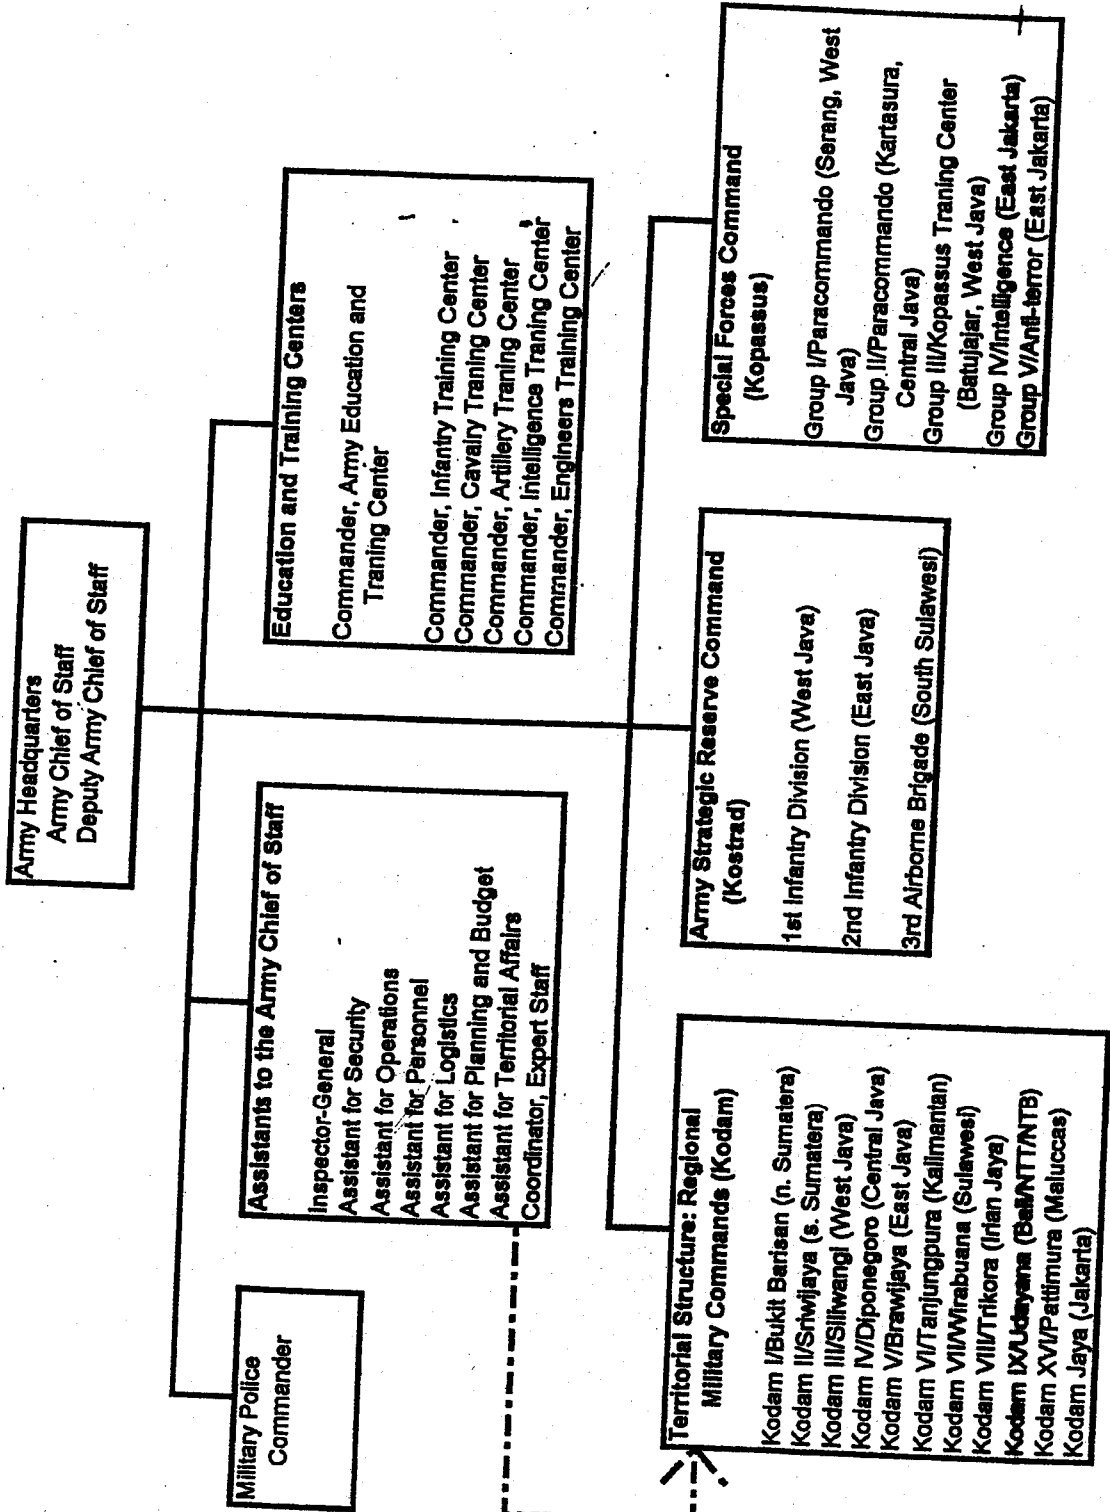 Army Headquarters
Army Chief of Staff
Deputy Army Chief of Staff
Military Police
Commander
Assistants to the Army Chief of Staff
Inspector-General
Assistant for Security
Assistant for Operations
Assistant for Personnel
Assistant for Logistics
Assistant for Planning and Budget
Assistant for Territorial Affairs
Coordinator, Expert Staff
Education and Training Centers
Commander, Army Education and
Traning Center
Commander, Infantry Training Center
Commander, Cavalry Traning Center
Commander, Artillery Traning Center
Commander, Intelligence Traning Center
Commander, Engineers Training Center
Territorial Structure: Regional
Military Commands (Kodam)
Kodam I/Bukit Barisan (n. Sumatera)
Kodam II/Sriwijaya (s. Sumatera)
Kodam III/Siliwangi (West Java)
Kodam IV/Diponegoro (Central Java)
Kodam V/Brawijaya (East Java)
Kodam VI/Tanjungpura (Kalimantan)
Kodam VII/Wirabuana (Sulawesi)
Kodam VIII/Trikora (Irian Jaya)
Kodam IX/Udayana (Bali/NTT/NTB)
Kodam XVI/Pattimura (Maluccas)
Kodam Jaya (Jakarta)
Army Strategic Reserve Command
(Kostrad)
1st Infantry Division (West Java)
2nd Infantry Division (East Java)
3rd Airborne Brigade (South Sulawesi)
Special Forces Command
(Kopassus)
Group I/Paracommando (Serang, West
Java)
Group II/Paracommando (Kartasura,
Central Java)
Group III/Kopassus Traning Center
(Batujajar, West Java)
Group IV/Intelligence (East Jakarta)
Group V/Anti-terror (East Jakarta)